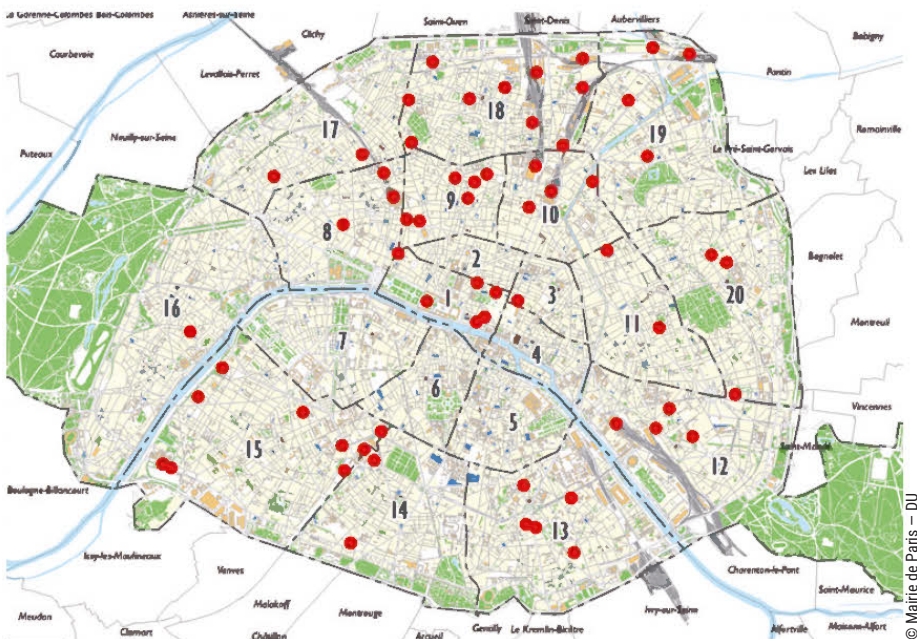 La Garenne-Colombes Bois-Colombes
Asnières-sur-Seine
Saint-Ouen
Saint-Denis
Aubervilliers
Clichy
Courbevoie
Bobigny
Levallois-Perret
Pantin
18
17
19
Neuilly-sur-Seine
Romainville
Puteaux
Le Pré-Saint-Gervais
Les Lilas
9
10
8
2
Bagnolet
3
20
1
16
11
Montreuil
7
4
6
Vincennes
5
15
Saint-Mandé
12
Boulogne-Billancourt
14
13
Issy-les-Moulineaux
Vanves
Charenton-le-Pont
Saint-Maurice
Malakoff
Ivry-sur-Seine
Meudon
Montrouge
Gentilly
Le Kremlin-Bicêtre
Clamart
Châtillon
Arcueil
Alfortville
Maisons-Alfort
© Mairie de Paris – DU